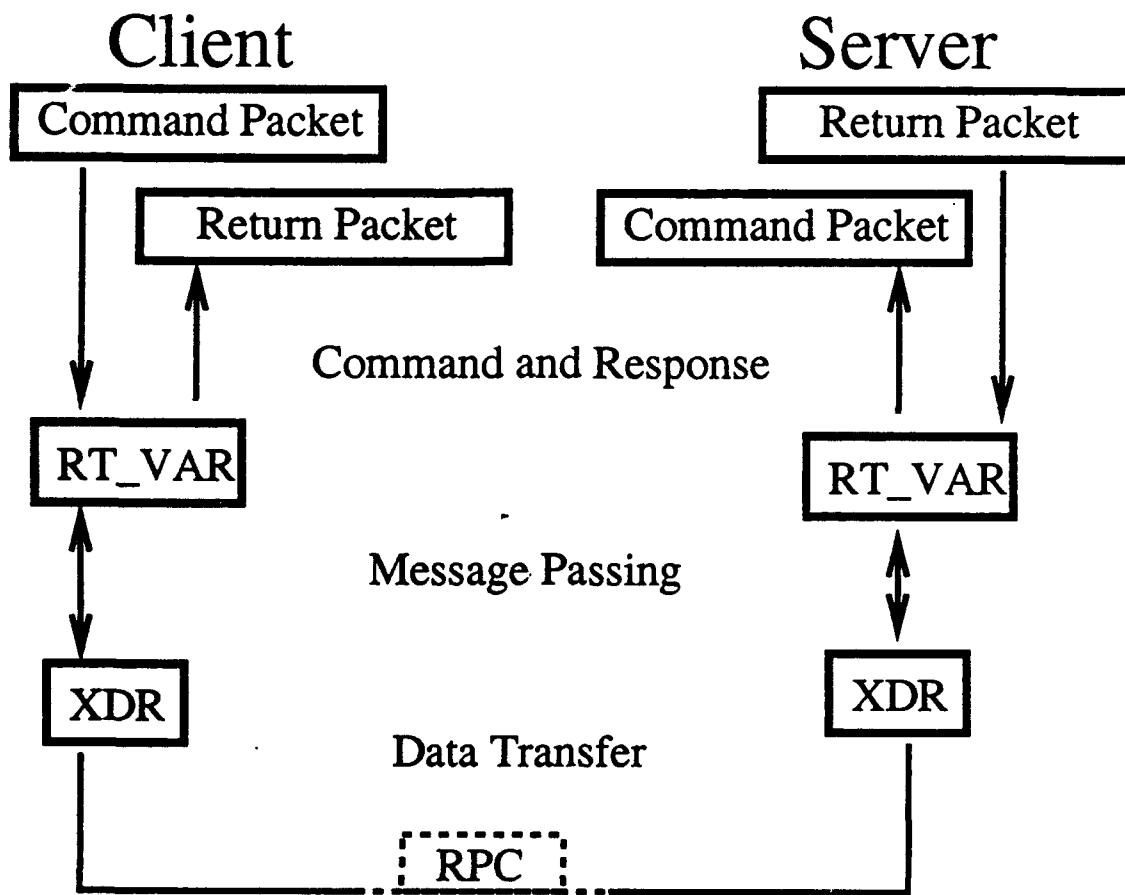 Client
Server
Command Packet
Return Packet
Return Packet
Command Packet
Command and Response
RT_VAR
RT_VAR
Message Passing
XDR
XDR
Data Transfer
RPC